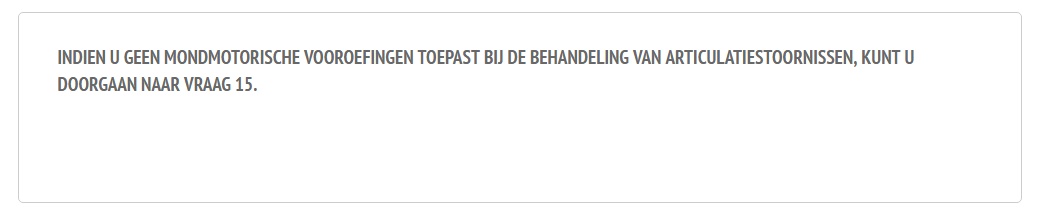 INDIEN U GEEN MONDMOTORISCHE VOOROEFINGEN TOEPAST BIJ DE BEHANDELING VAN ARTICULATIESTOORNISSEN, KUNT U
DOORGAAN NAAR VRAAG 15.